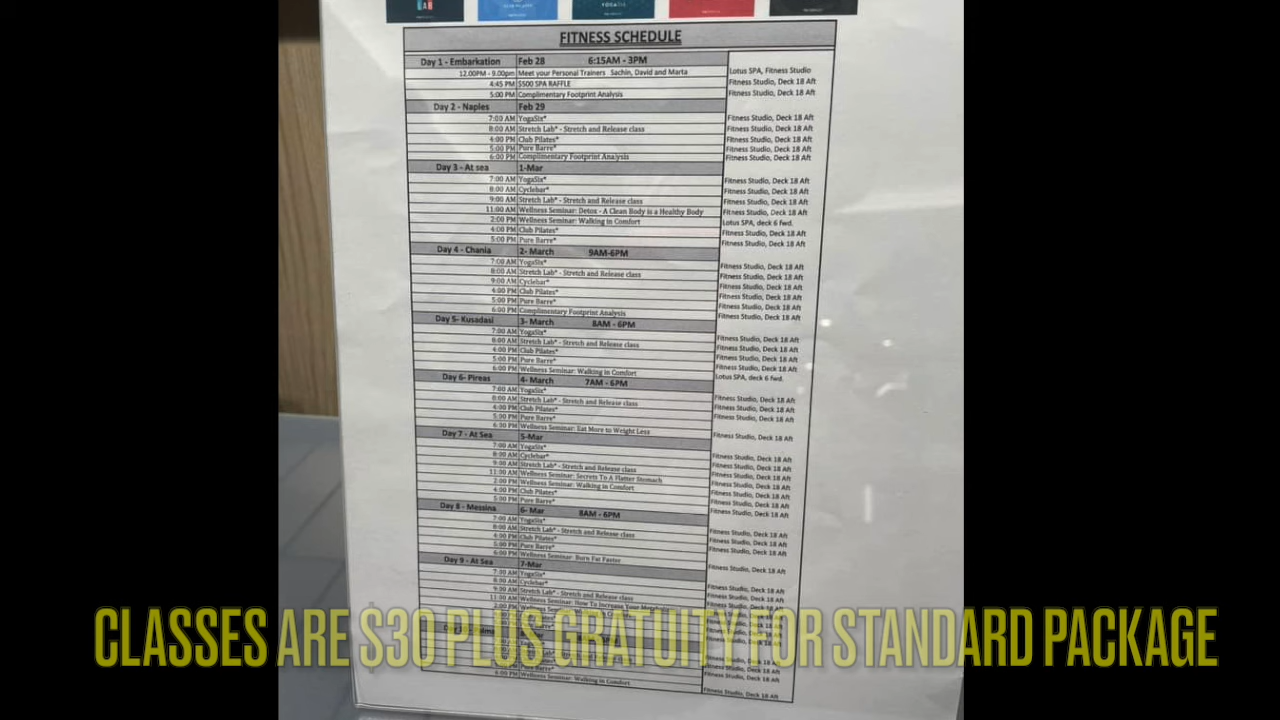 LAB
YOGASIX
FITNESS SCHEDULE
Day 1 - Embarkation Feb 28 6:15AM - 3PM
12.00PM - 9.00pm Meet your Personal Trainers Sachin, David and Marta Lotus SPA, Fitness Studio
4:45 PM $500 SPA RAFFLE Fitness Studio, Deck 18 Aft
5:00 PM Complimentary Footprint Analysis Fitness Studio, Deck 18 Aft
Day 2 - Naples Feb 29
7:00 AM YogaSix* Fitness Studio, Deck 18 Aft
8:00 AM Stretch Lab* - Stretch and Release class Fitness Studio, Deck 18 Aft
4:00 PM Club Pilates* Fitness Studio, Deck 18 Aft
5:00 PM Pure Barre* Fitness Studio, Deck 18 Aft
6:00 PM Complimentary Footprint Analysis Fitness Studio, Deck 18 Aft
Day 3 - At sea 1-Mar
7:00 AM YogaSix* Fitness Studio, Deck 18 Aft
8:00 AM Cyclebar* Fitness Studio, Deck 18 Aft
9:00 AM Stretch Lab* - Stretch and Release class Fitness Studio, Deck 18 Aft
11:00 AM Wellness Seminar: Detox - A Clean Body is a Healthy Body Fitness Studio, Deck 18 Aft
2:00 PM Wellness Seminar: Walking in Comfort Lotus SPA, deck 6 fwd.
4:00 PM Club Pilates* Fitness Studio, Deck 18 Aft
5:00 PM Pure Barre* Fitness Studio, Deck 18 Aft
Day 4 - Chania 2- March 9AM-6PM
7:00 AM YogaSix* Fitness Studio, Deck 18 Aft
8:00 AM Stretch Lab* - Stretch and Release class Fitness Studio, Deck 18 Aft
9:00 AM Cyclebar* Fitness Studio, Deck 18 Aft
4:00 PM Club Pilates* Fitness Studio, Deck 18 Aft
5:00 PM Pure Barre* Fitness Studio, Deck 18 Aft
6:00 PM Complimentary Footprint Analysis Fitness Studio, Deck 18 Aft
Day 5- Kusadasi 3- March 8AM - 6PM
7:00 AM YogaSix* Fitness Studio, Deck 18 Aft
8:00 AM Stretch Lab* - Stretch and Release class Fitness Studio, Deck 18 Aft
4:00 PM Club Pilates* Fitness Studio, Deck 18 Aft
5:00 PM Pure Barre* Fitness Studio, Deck 18 Aft
6:00 PM Wellness Seminar: Walking in Comfort Lotus SPA, deck 6 fwd.
Day 6- Pireas 4- March 7AM - 6PM
7:00 AM YogaSix* Fitness Studio, Deck 18 Aft
8:00 AM Stretch Lab* - Stretch and Release class Fitness Studio, Deck 18 Aft
4:00 PM Club Pilates* Fitness Studio, Deck 18 Aft
5:00 PM Pure Barre*
6:30 PM Wellness Seminar: Eat More to Weight Less Fitness Studio, Deck 18 Aft
Day 7 - At Sea 5-Mar
7:00 AM YogaSix* Fitness Studio, Deck 18 Aft
8:00 AM Cyclebar* Fitness Studio, Deck 18 Aft
9:00 AM Stretch Lab* - Stretch and Release class Fitness Studio, Deck 18 Aft
11:00 AM Wellness Seminar: Secrets To A Flatter Stomach Fitness Studio, Deck 18 Aft
2:00 PM Wellness Seminar: Walking in Comfort Fitness Studio, Deck 18 Aft
4:00 PM Club Pilates* Fitness Studio, Deck 18 Aft
5:00 PM Pure Barre* Fitness Studio, Deck 18 Aft
Day 8 - Messina 6- Mar 8AM - 6PM
7:00 AM YogaSix* Fitness Studio, Deck 18 Aft
8:00 AM Stretch Lab* - Stretch and Release class Fitness Studio, Deck 18 Aft
4:00 PM Club Pilates* Fitness Studio, Deck 18 Aft
5:00 PM Pure Barre*
6:00 PM Wellness Seminar: Burn Fat Faster Fitness Studio, Deck 18 Aft
Day 9 - At Sea 7-Mar
7:00 AM YogaSix* Fitness Studio, Deck 18 Aft
8:00 AM Cyclebar* Fitness Studio, Deck 18 Aft
9:30 AM Stretch Lab* - Stretch and Release class Fitness Studio, Deck 18 Aft
11:30 AM Wellness Seminar: How To Increase Your
2:00 PM Wellness
CLASSES ARE $30 PLUS GRATUITY FOR STANDARD PACKAGE
6:00 PM Wellness Seminar: Walking in Comfort Fitness Studio, Deck 18 Aft